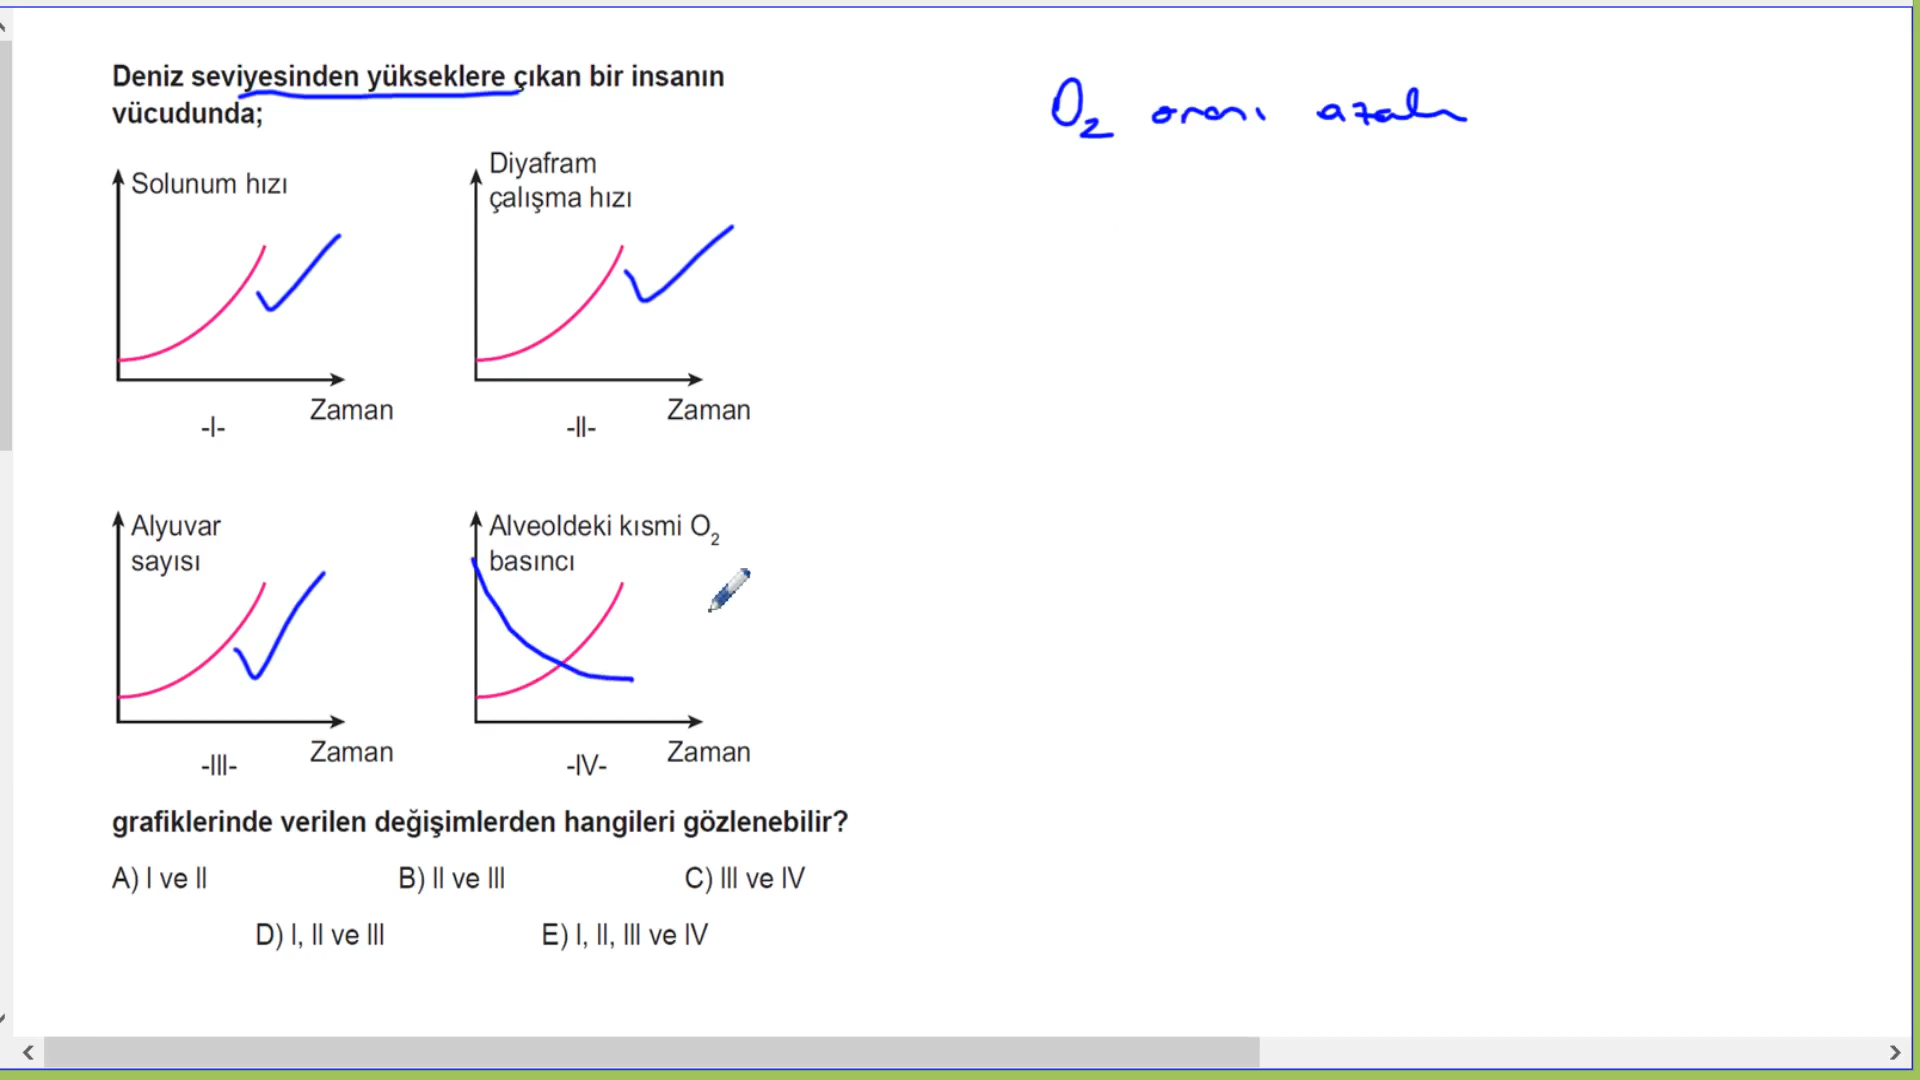 Deniz seviyesinden yükseklere çıkan bir insanın
vücudunda;
O₂ oranı azalır
Solunum hızı
Zaman
-I-
Diyafram
çalışma hızı
Zaman
-II-
Alyuvar
sayısı
Zaman
-III-
Alveoldeki kısmi O₂
basıncı
Zaman
-IV-
grafiklerinde verilen değişimlerden hangileri gözlenebilir?
A) I ve II
B) II ve III
C) III ve IV
D) I, II ve III
E) I, II, III ve IV